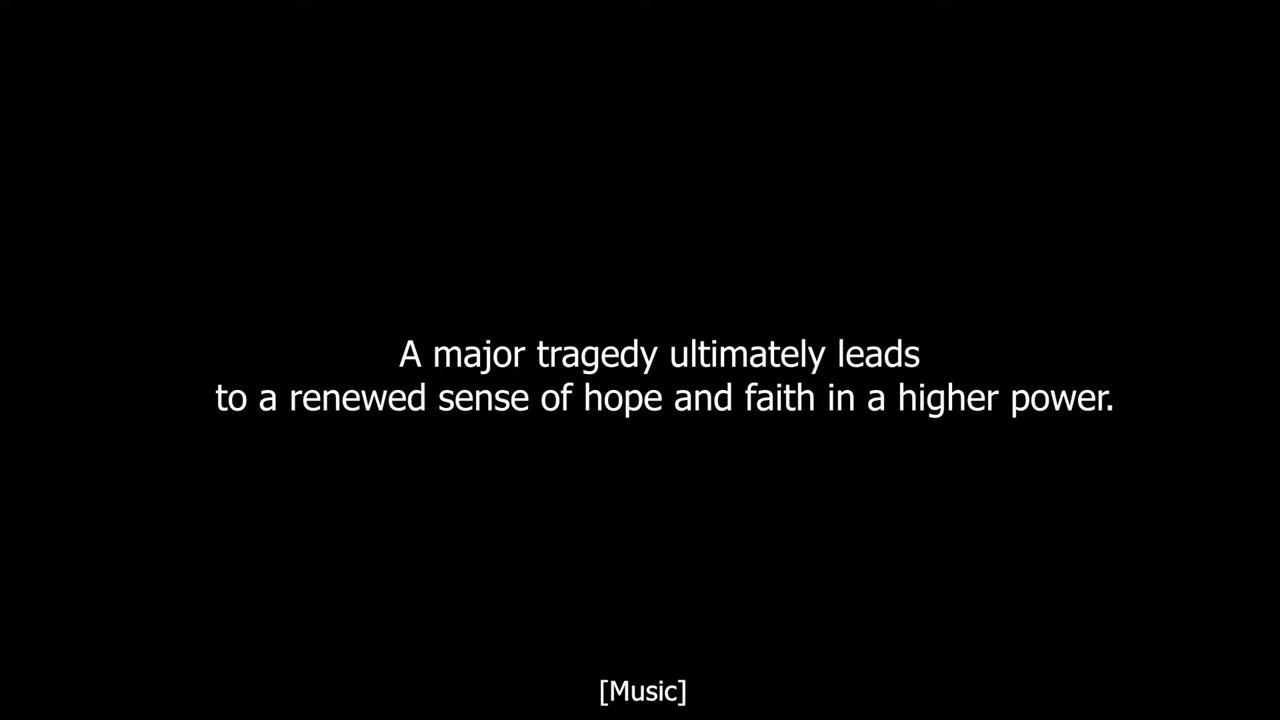 A major tragedy ultimately leads
to a renewed sense of hope and faith in a higher power.
[Music]